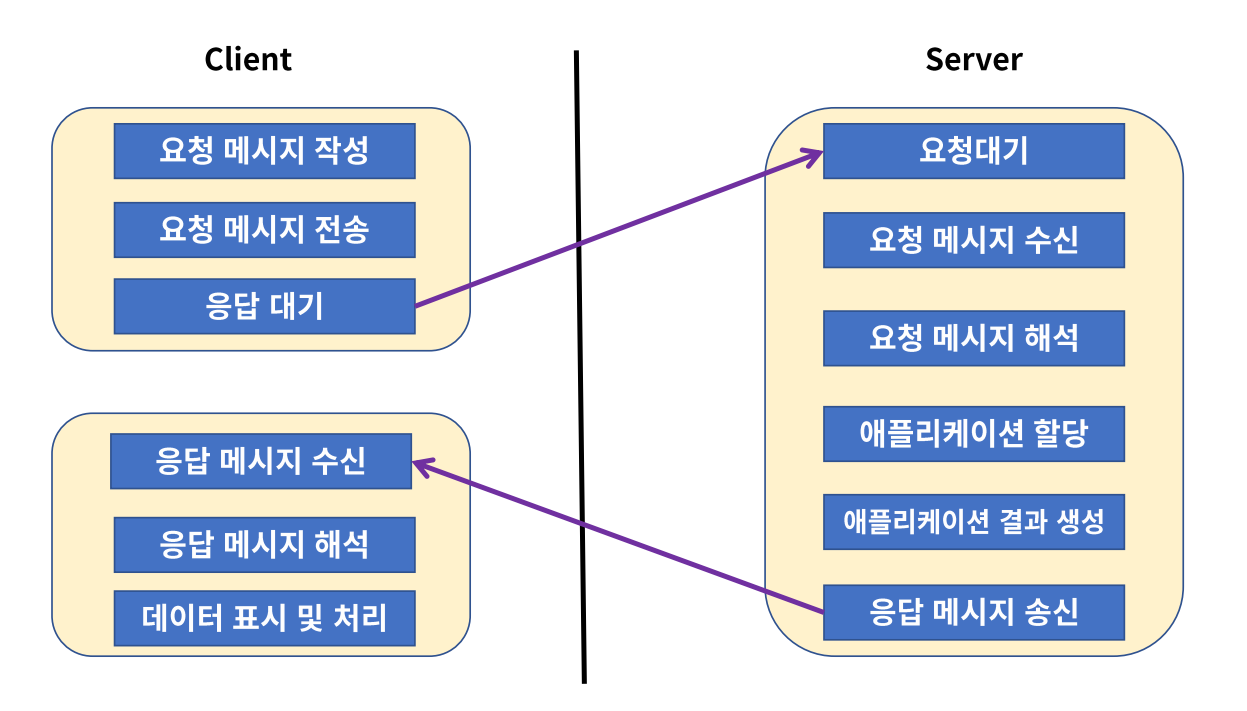 Client
요청 메시지 작성
요청 메시지 전송
응답 대기
응답 메시지 수신
응답 메시지 해석
데이터 표시 및 처리
Server
요청대기
요청 메시지 수신
요청 메시지 해석
애플리케이션 할당
애플리케이션 결과 생성
응답 메시지 송신